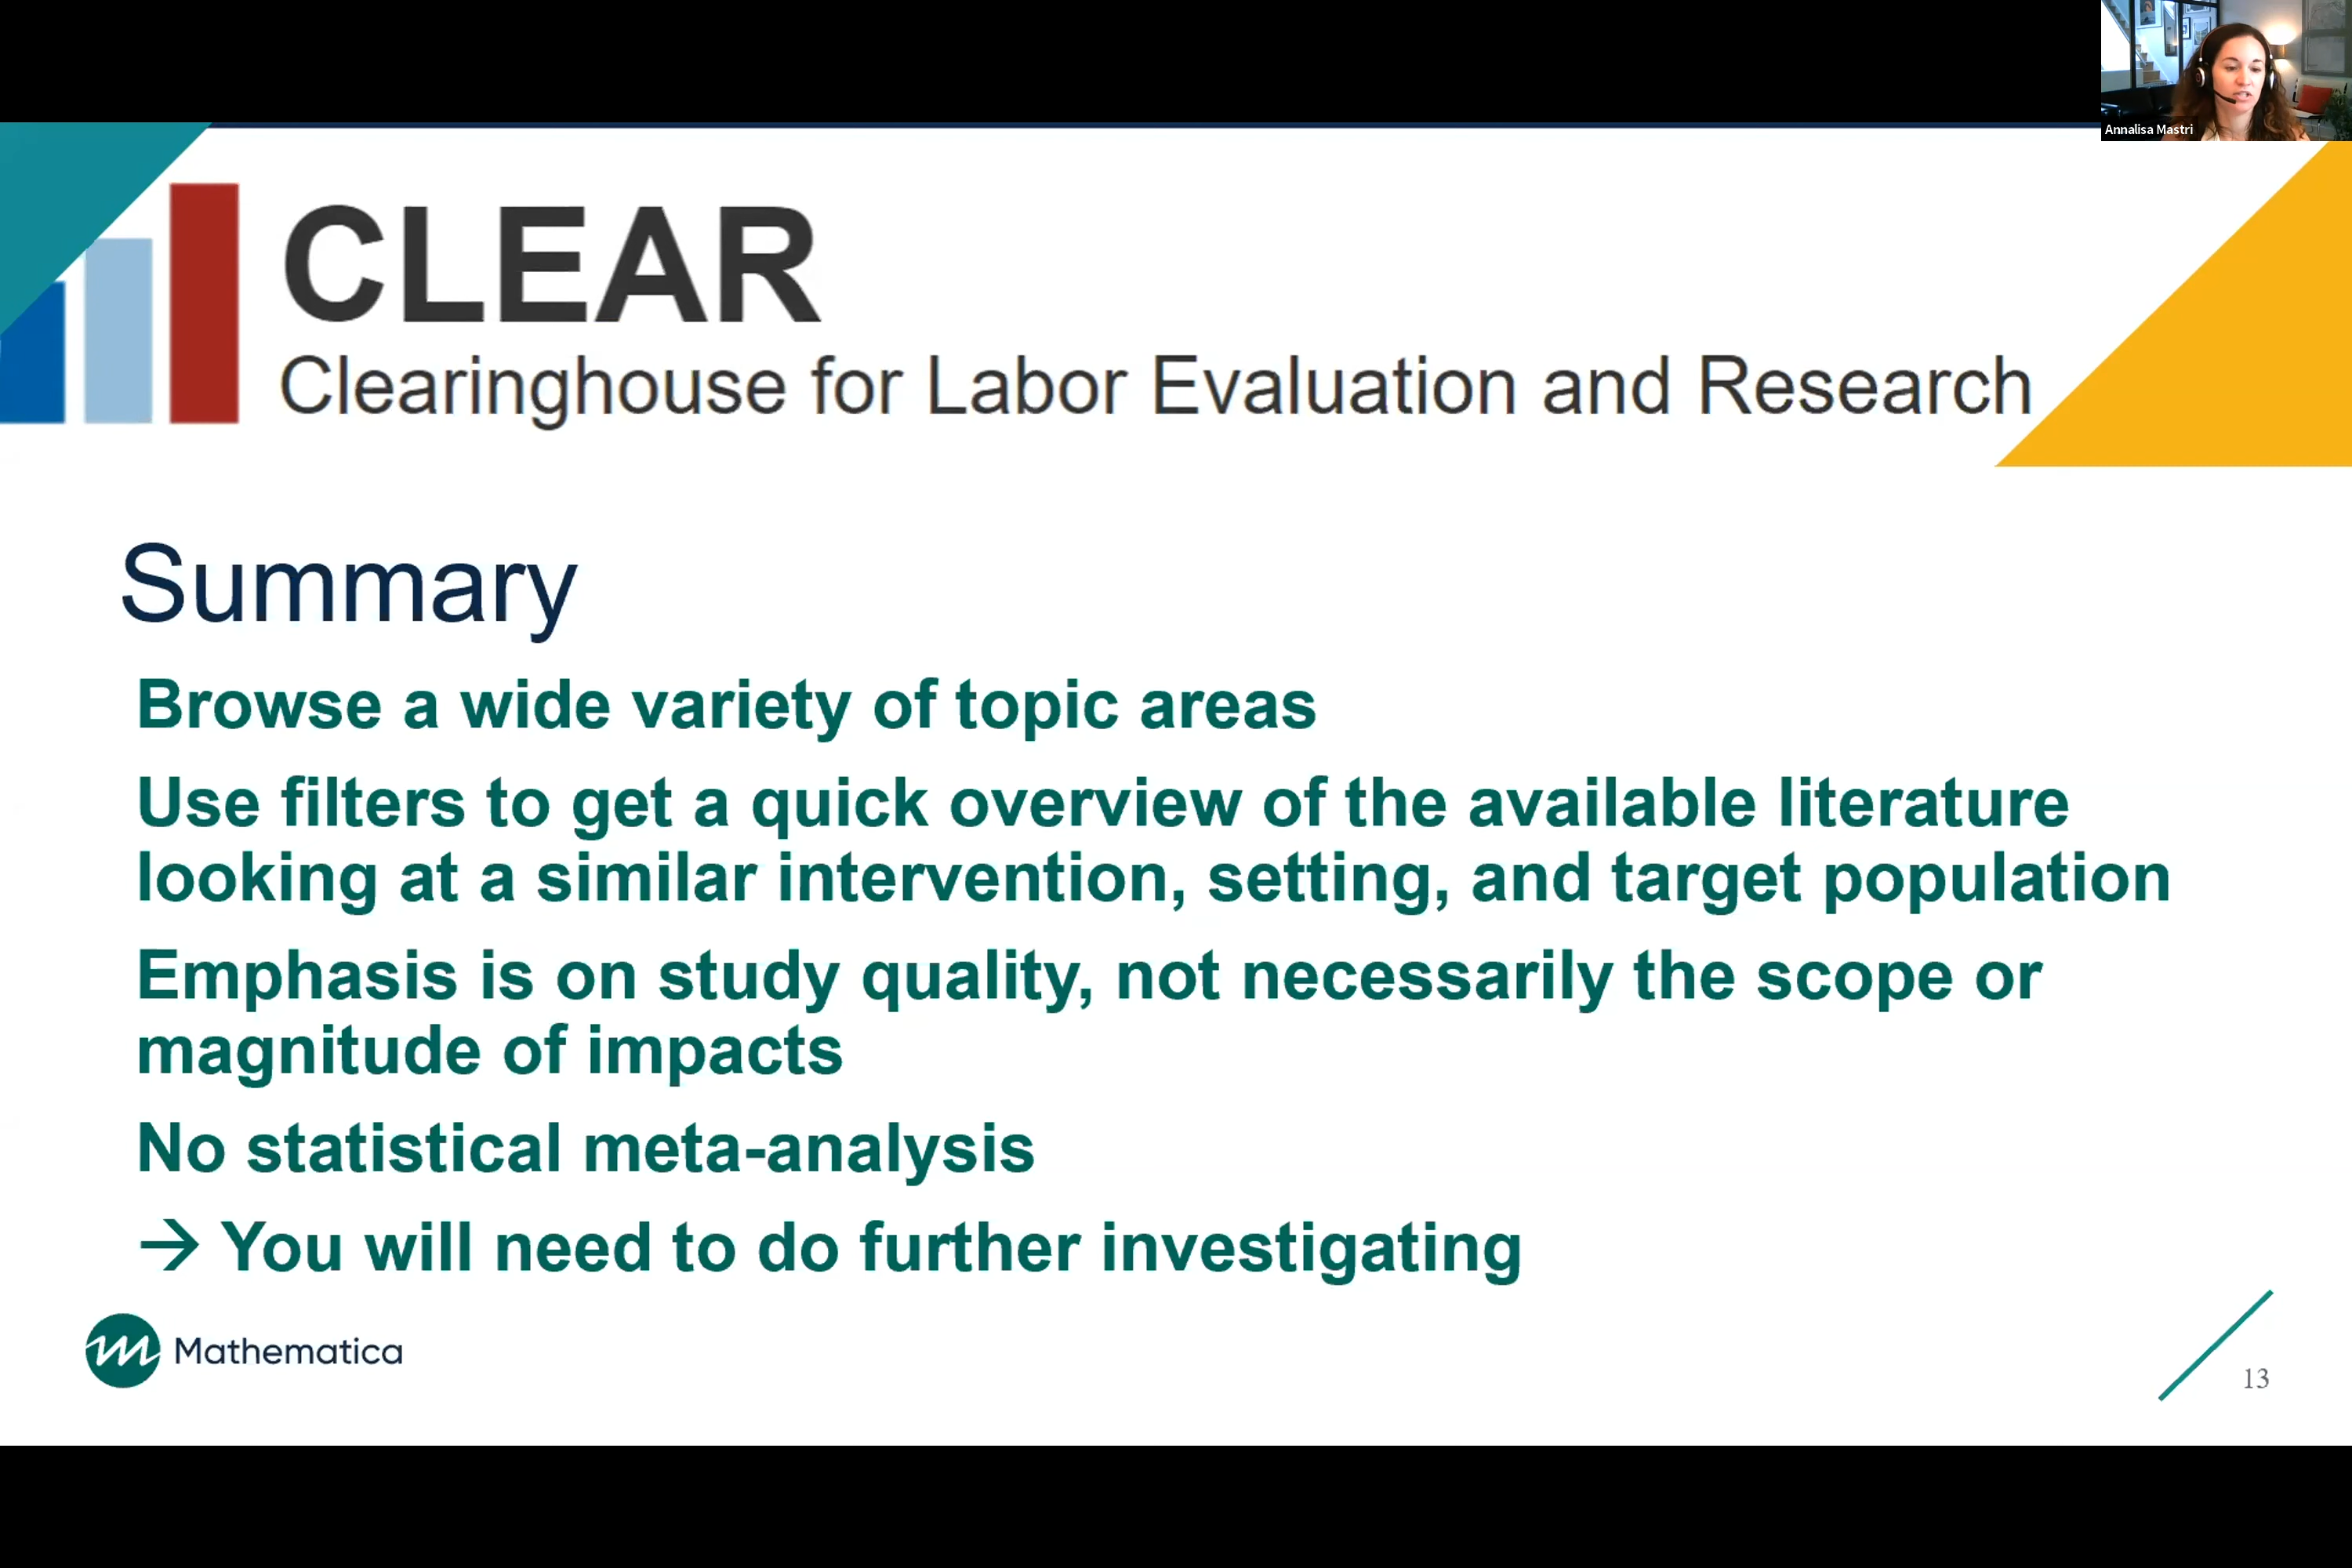 Annalisa Mastri
CLEAR
Clearinghouse for Labor Evaluation and Research
Summary
Browse a wide variety of topic areas
Use filters to get a quick overview of the available literature
looking at a similar intervention, setting, and target population
Emphasis is on study quality, not necessarily the scope or
magnitude of impacts
No statistical meta-analysis
→ You will need to do further investigating
Mathematica
13